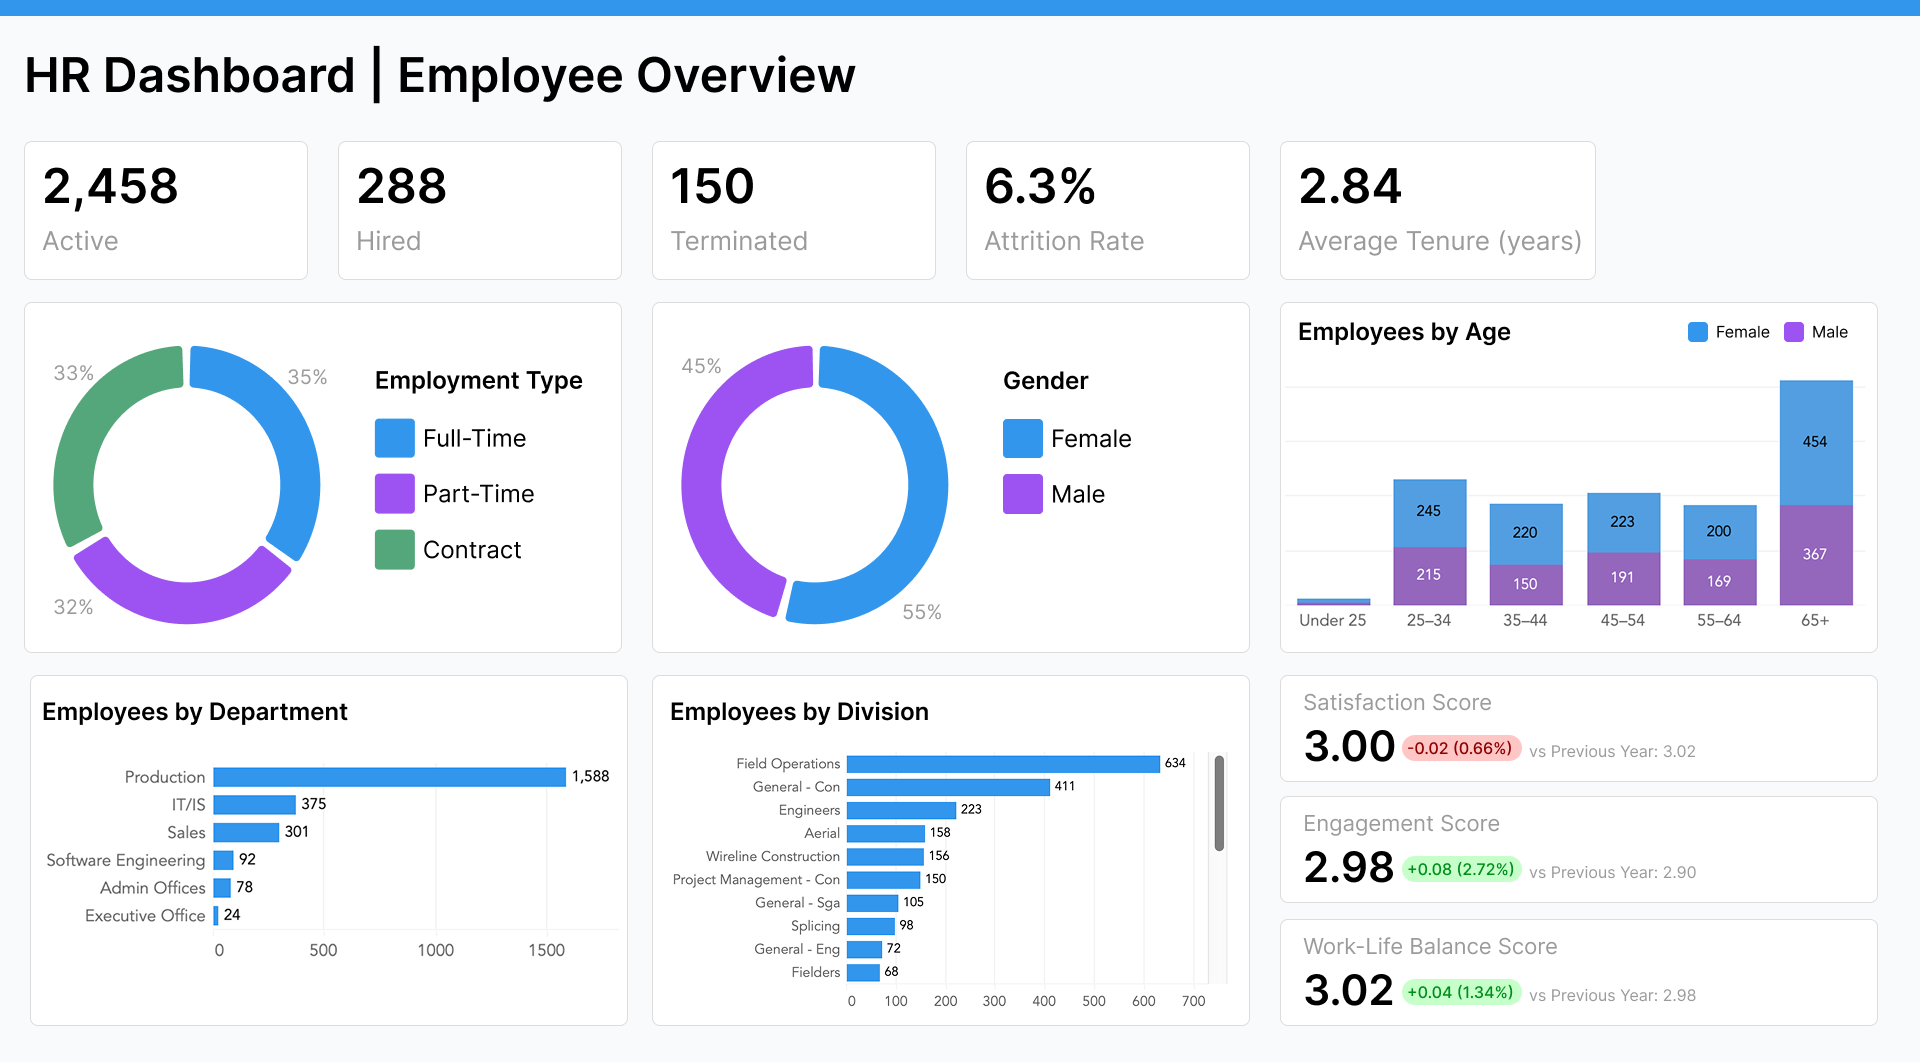 HR Dashboard | Employee Overview
2,458
Active
288
Hired
150
Terminated
6.3%
Attrition Rate
2.84
Average Tenure (years)
33%
35%
32%
Employment Type
Full-Time
Part-Time
Contract
45%
55%
Gender
Female
Male
Employees by Age
Female
Male
454
367
245
215
220
150
223
191
200
169
Under 25
25–34
35–44
45–54
55–64
65+
Employees by Department
Production 1,588
IT/IS 375
Sales 301
Software Engineering 92
Admin Offices 78
Executive Office 24
0 500 1000 1500
Employees by Division
Field Operations 634
General - Con 411
Engineers 223
Aerial 158
Wireline Construction 156
Project Management - Con 150
General - Sga 105
Splicing 98
General - Eng 72
Fielders 68
0 100 200 300 400 500 600 700
Satisfaction Score
3.00 -0.02 (0.66%) vs Previous Year: 3.02
Engagement Score
2.98 +0.08 (2.72%) vs Previous Year: 2.90
Work-Life Balance Score
3.02 +0.04 (1.34%) vs Previous Year: 2.98